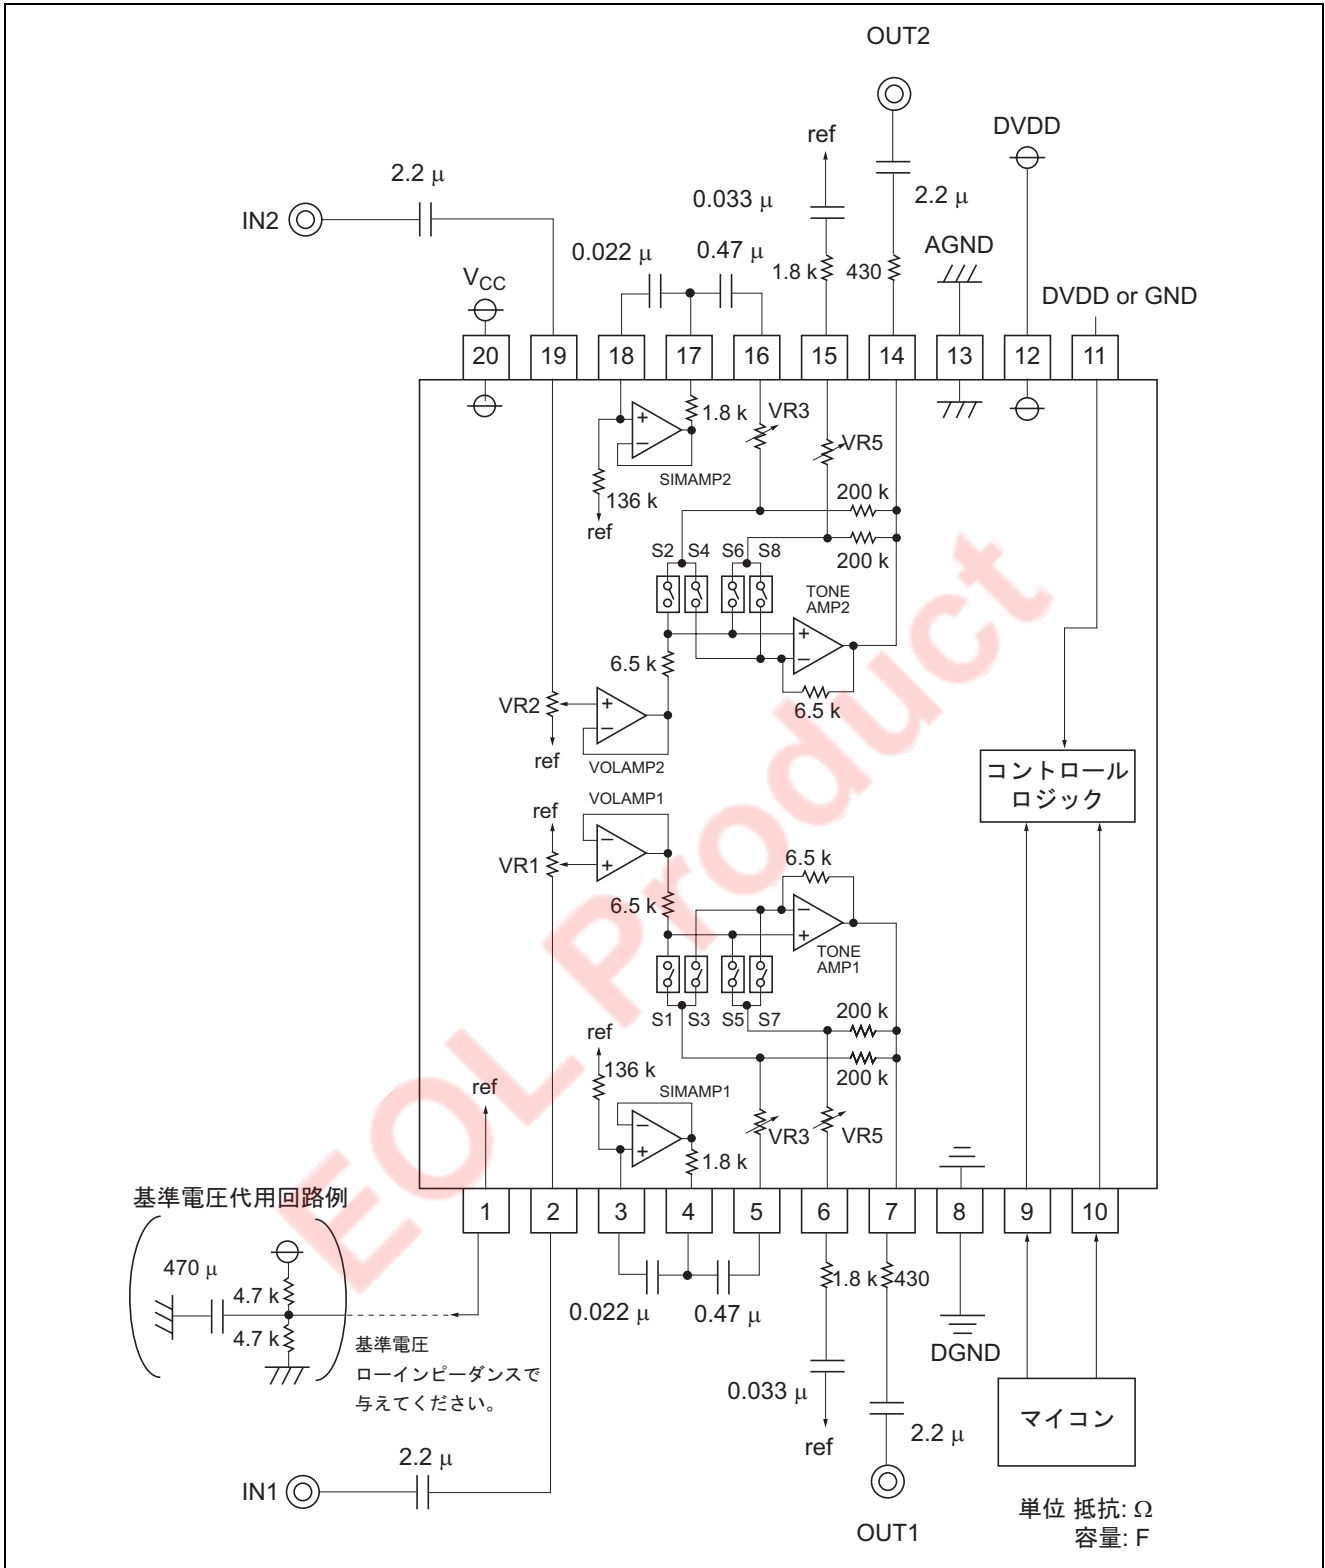 OUT2
ref
DVDD
2.2 μ
0.033 μ
2.2 μ
IN2
0.022 μ
0.47 μ
AGND
1.8 k
430
VCC
DVDD or GND
20
19
18
17
16
15
14
13
12
11
1.8 k
VR3
VR5
SIMAMP2
136 k
ref
200 k
200 k
S2
S4
S6
S8
TONE
AMP2
6.5 k
6.5 k
VR2
ref
VOLAMP2
コントロール
ロジック
VOLAMP1
ref
VR1
6.5 k
6.5 k
TONE
AMP1
S1
S3
S5
S7
200 k
200 k
ref
136 k
SIMAMP1
ref
VR3
VR5
1.8 k
EOL Product
基準電圧代用回路例
1
2
3
4
5
6
7
8
9
10
470 μ
4.7 k
4.7 k
1.8 k
430
0.022 μ
0.47 μ
基準電圧
ローインピーダンスで
与えてください。
DGND
0.033 μ
ref
マイコン
2.2 μ
2.2 μ
IN1
OUT1
単位 抵抗: Ω
容量: F